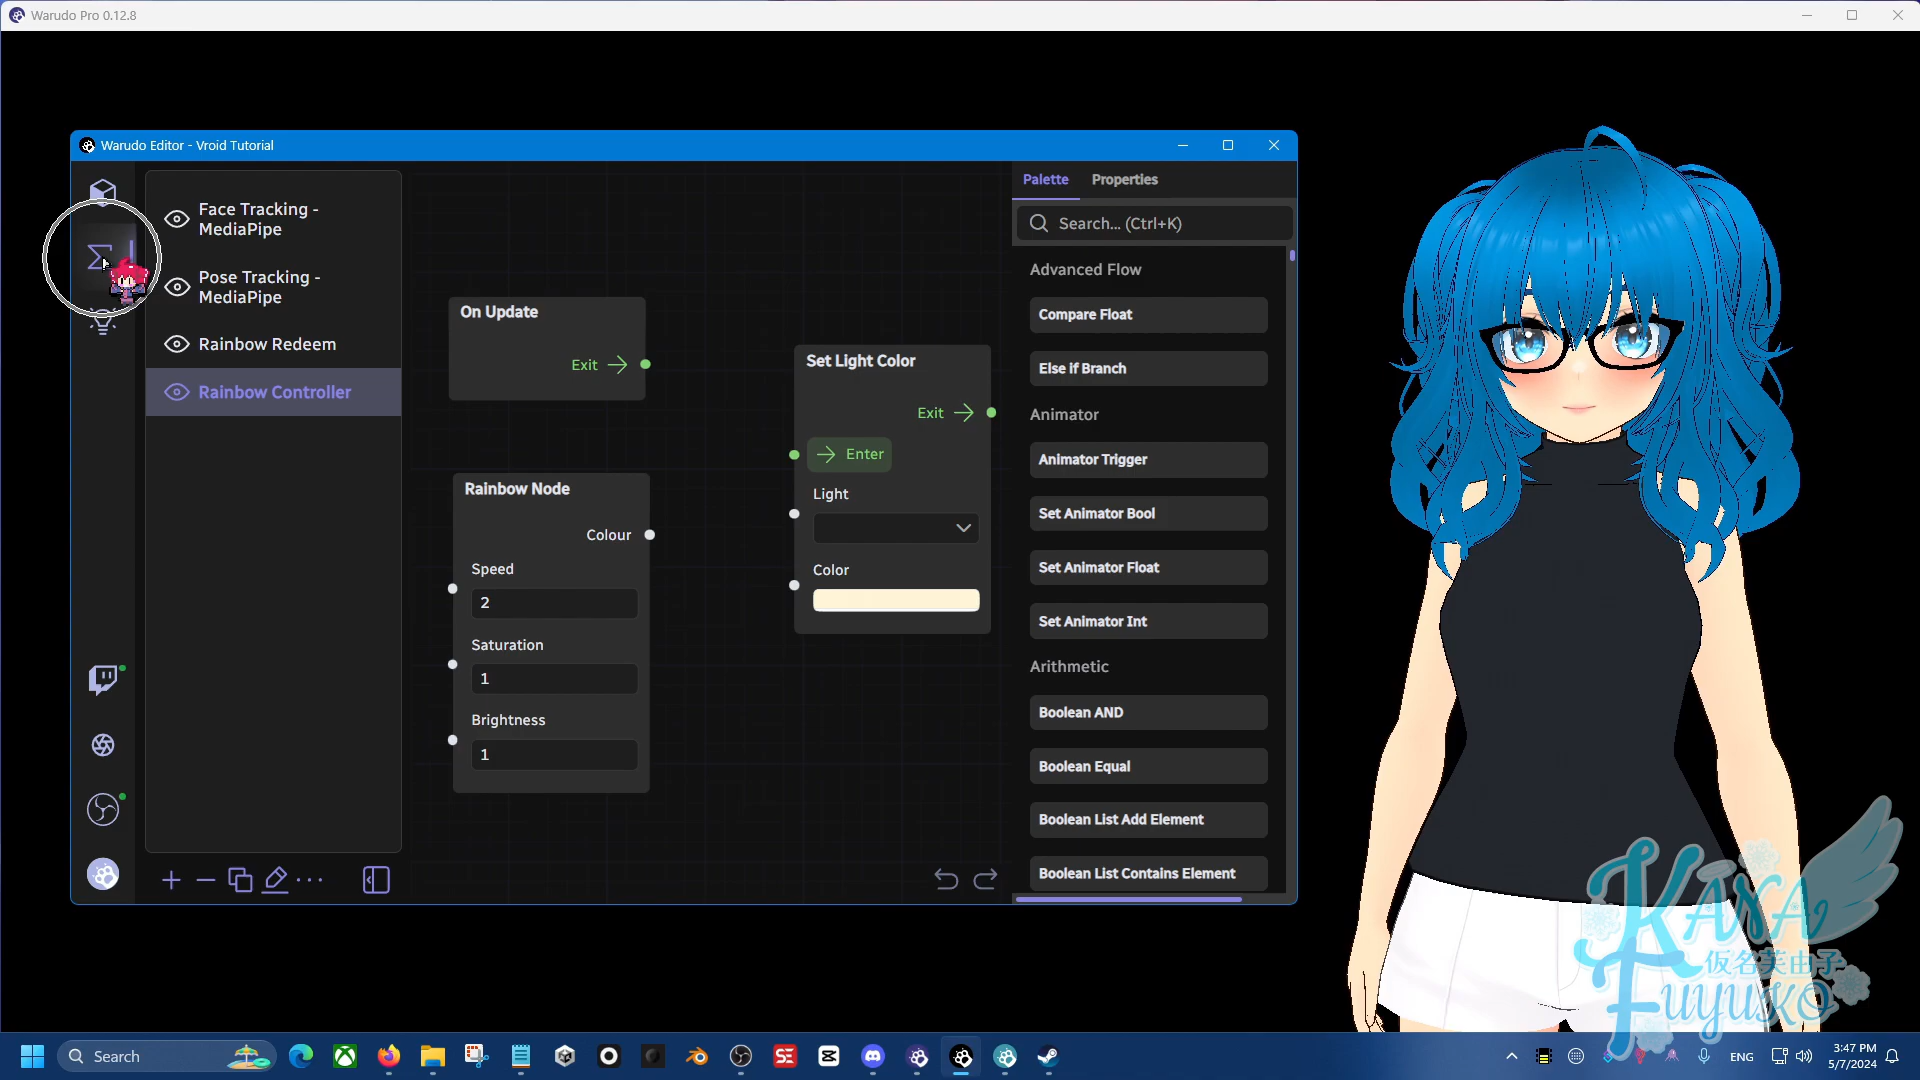 Warudo Pro 0.12.8
Warudo Editor - Vroid Tutorial
Face Tracking -
MediaPipe
Pose Tracking -
MediaPipe
Rainbow Redeem
Rainbow Controller
On Update
Exit
Rainbow Node
Colour
Speed
2
Saturation
1
Brightness
1
Set Light Color
Exit
Enter
Light
Color
Palette
Properties
Search... (Ctrl+K)
Advanced Flow
Compare Float
Else if Branch
Animator
Animator Trigger
Set Animator Bool
Set Animator Float
Set Animator Int
Arithmetic
Boolean AND
Boolean Equal
Boolean List Add Element
Boolean List Contains Element
KANA
仮名芙由子
Fuyuko
Search
SE
ENG
3:47 PM
5/7/2024